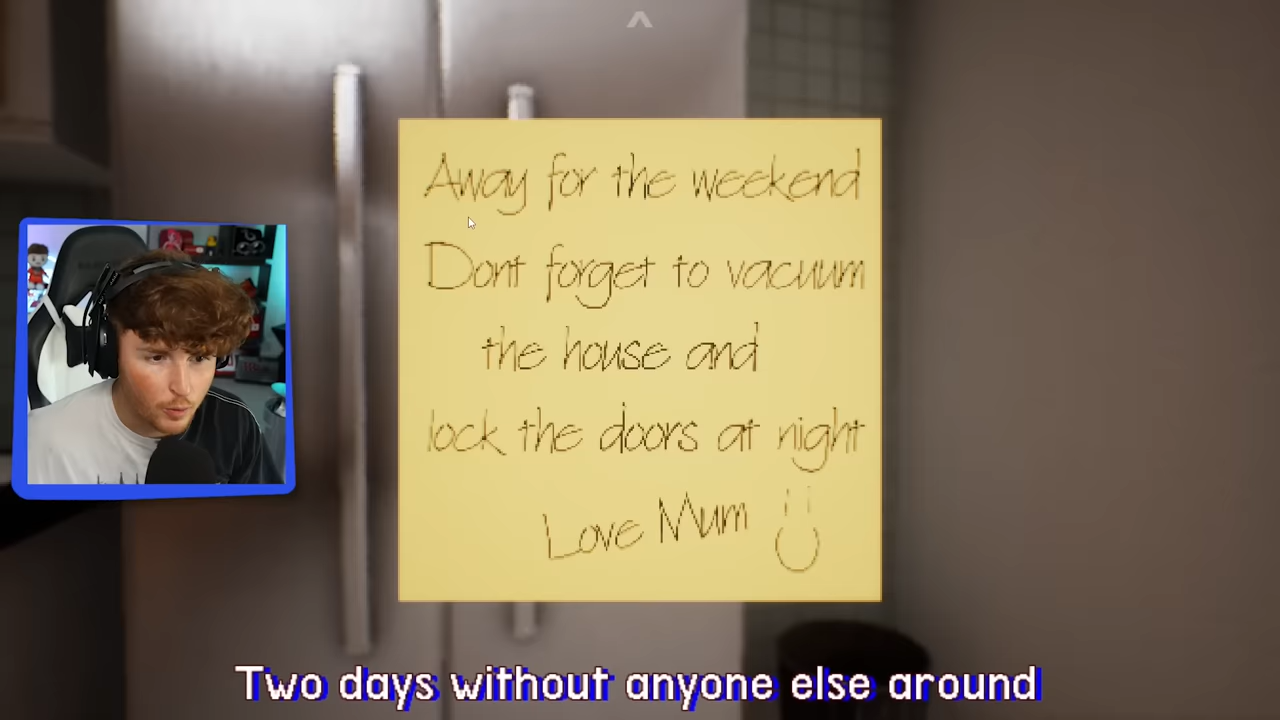 Away for the weekend
Dont forget to vacuum
the house and
lock the doors at night
Love Mum
Two days without anyone else around